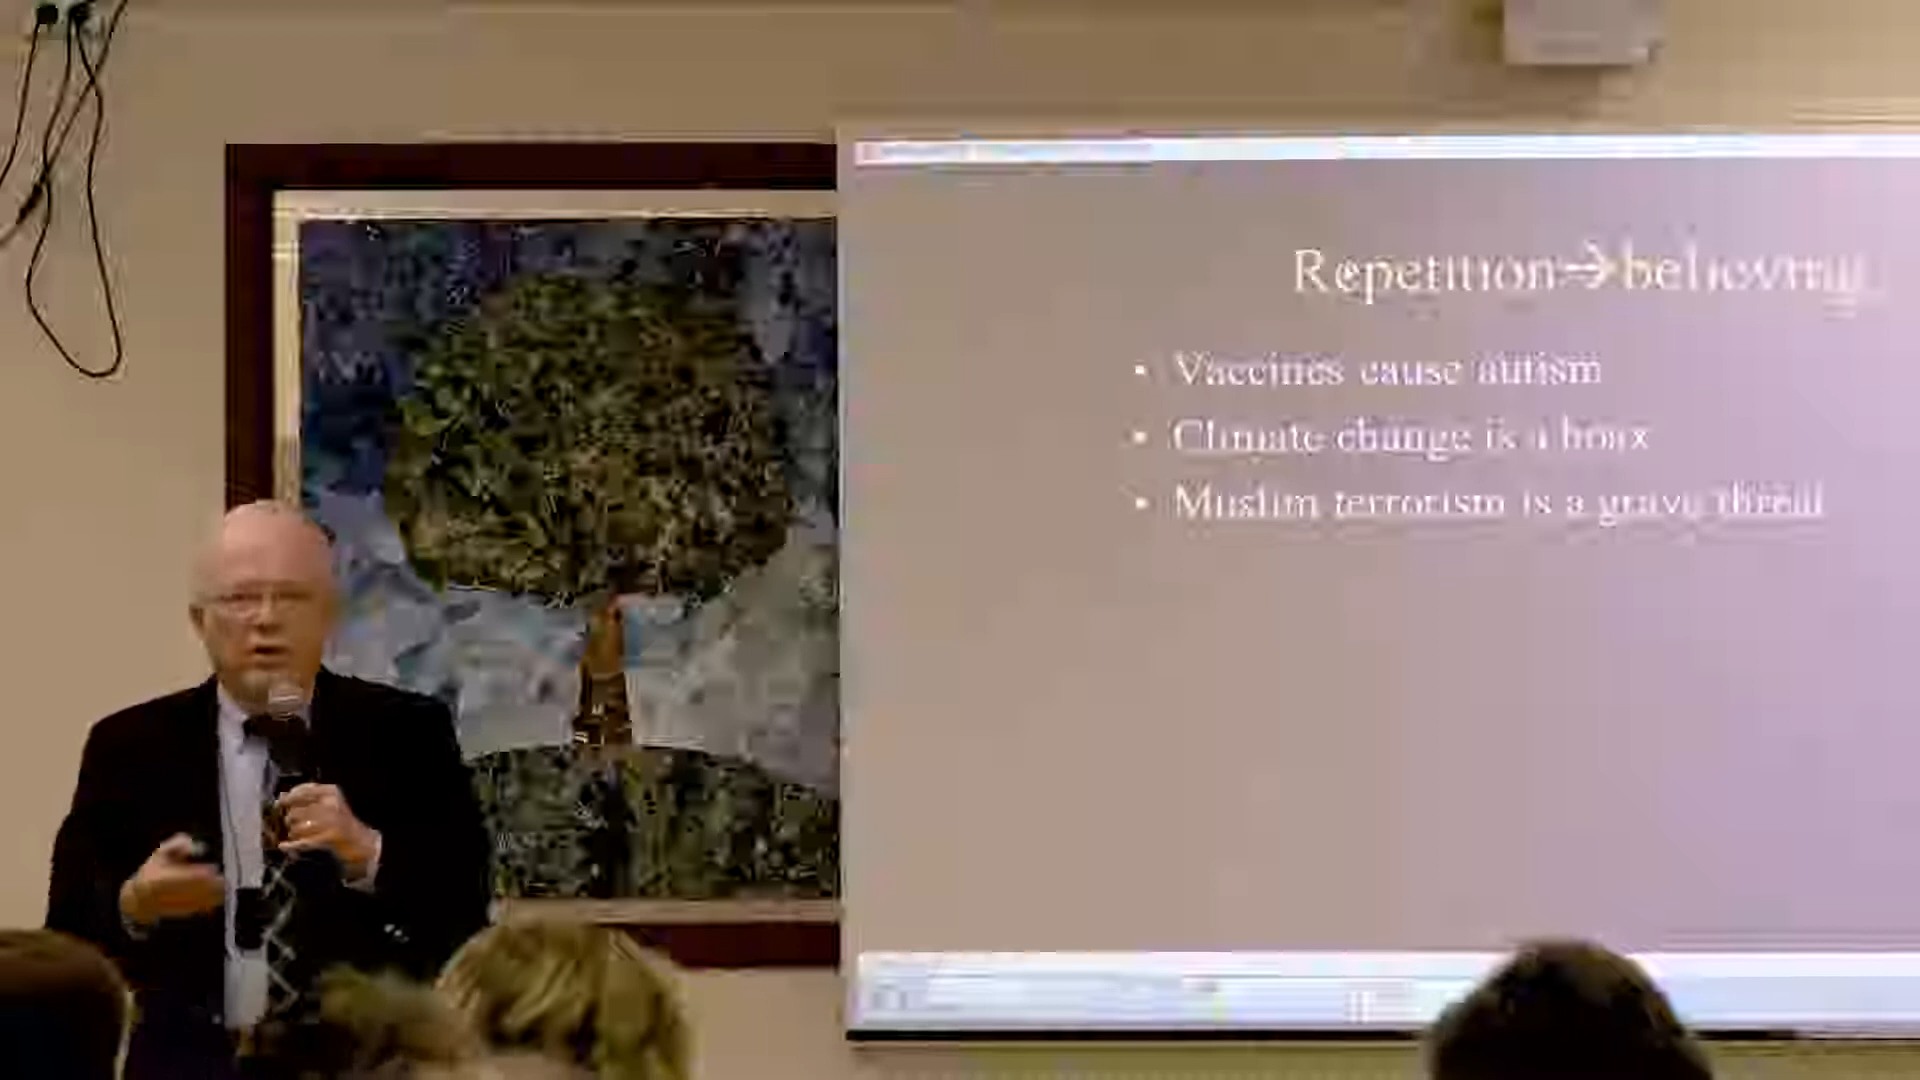 Repetition→believing
• Vaccines cause autism
• Climate change is a hoax
• Muslim terrorism is a grave threat